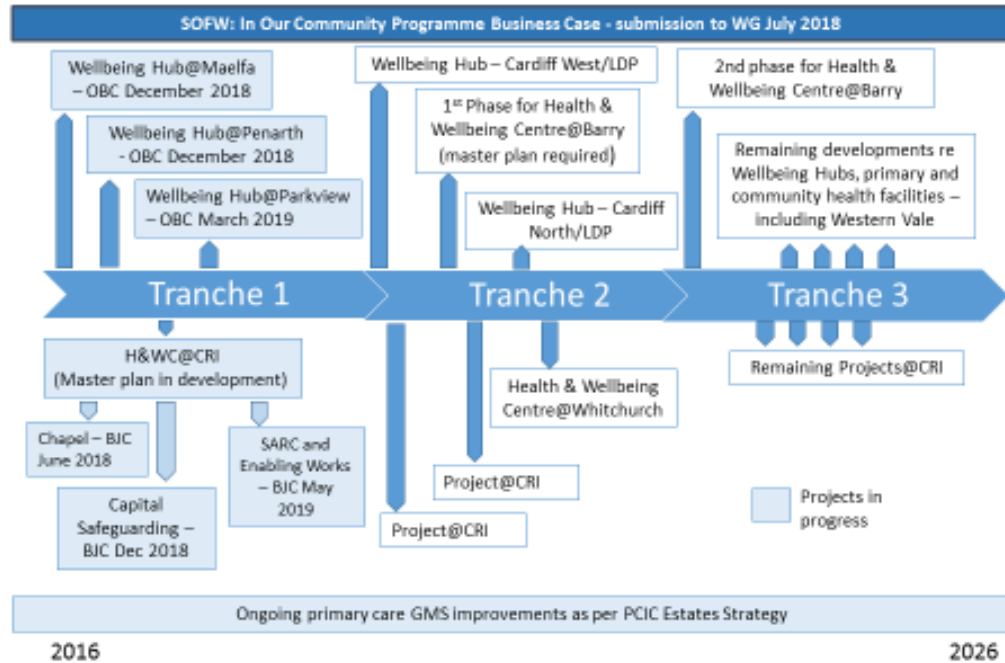 SOFW: In Our Community Programme Business Case - submission to WG July 2018
Wellbeing Hub@Maelfa
– OBC December 2018
Wellbeing Hub@Penarth
- OBC December 2018
Wellbeing Hub@Parkview
– OBC March 2019
Wellbeing Hub – Cardiff West/LDP
1st Phase for Health &
Wellbeing Centre@Barry
(master plan required)
Wellbeing Hub – Cardiff
North/LDP
2nd phase for Health &
Wellbeing Centre@Barry
Remaining developments re
Wellbeing Hubs, primary and
community health facilities –
including Western Vale
Tranche 1
Tranche 2
Tranche 3
H&WC@CRI
(Master plan in development)
Chapel – BJC
June 2018
Capital
Safeguarding –
BJC Dec 2018
SARC and
Enabling Works
– BJC May
2019
Health & Wellbeing
Centre@Whitchurch
Project@CRI
Project@CRI
Remaining Projects@CRI
Projects in
progress
Ongoing primary care GMS improvements as per PCIC Estates Strategy
2016
2026